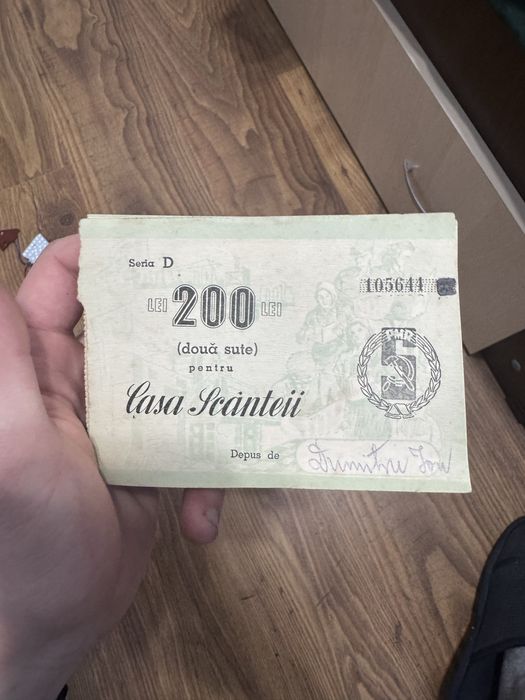 Seria D
105644
LEI 200 LEI
(două sute)
pentru
Casa Scânteii
PMR
S
Depus de Dumitru Ion